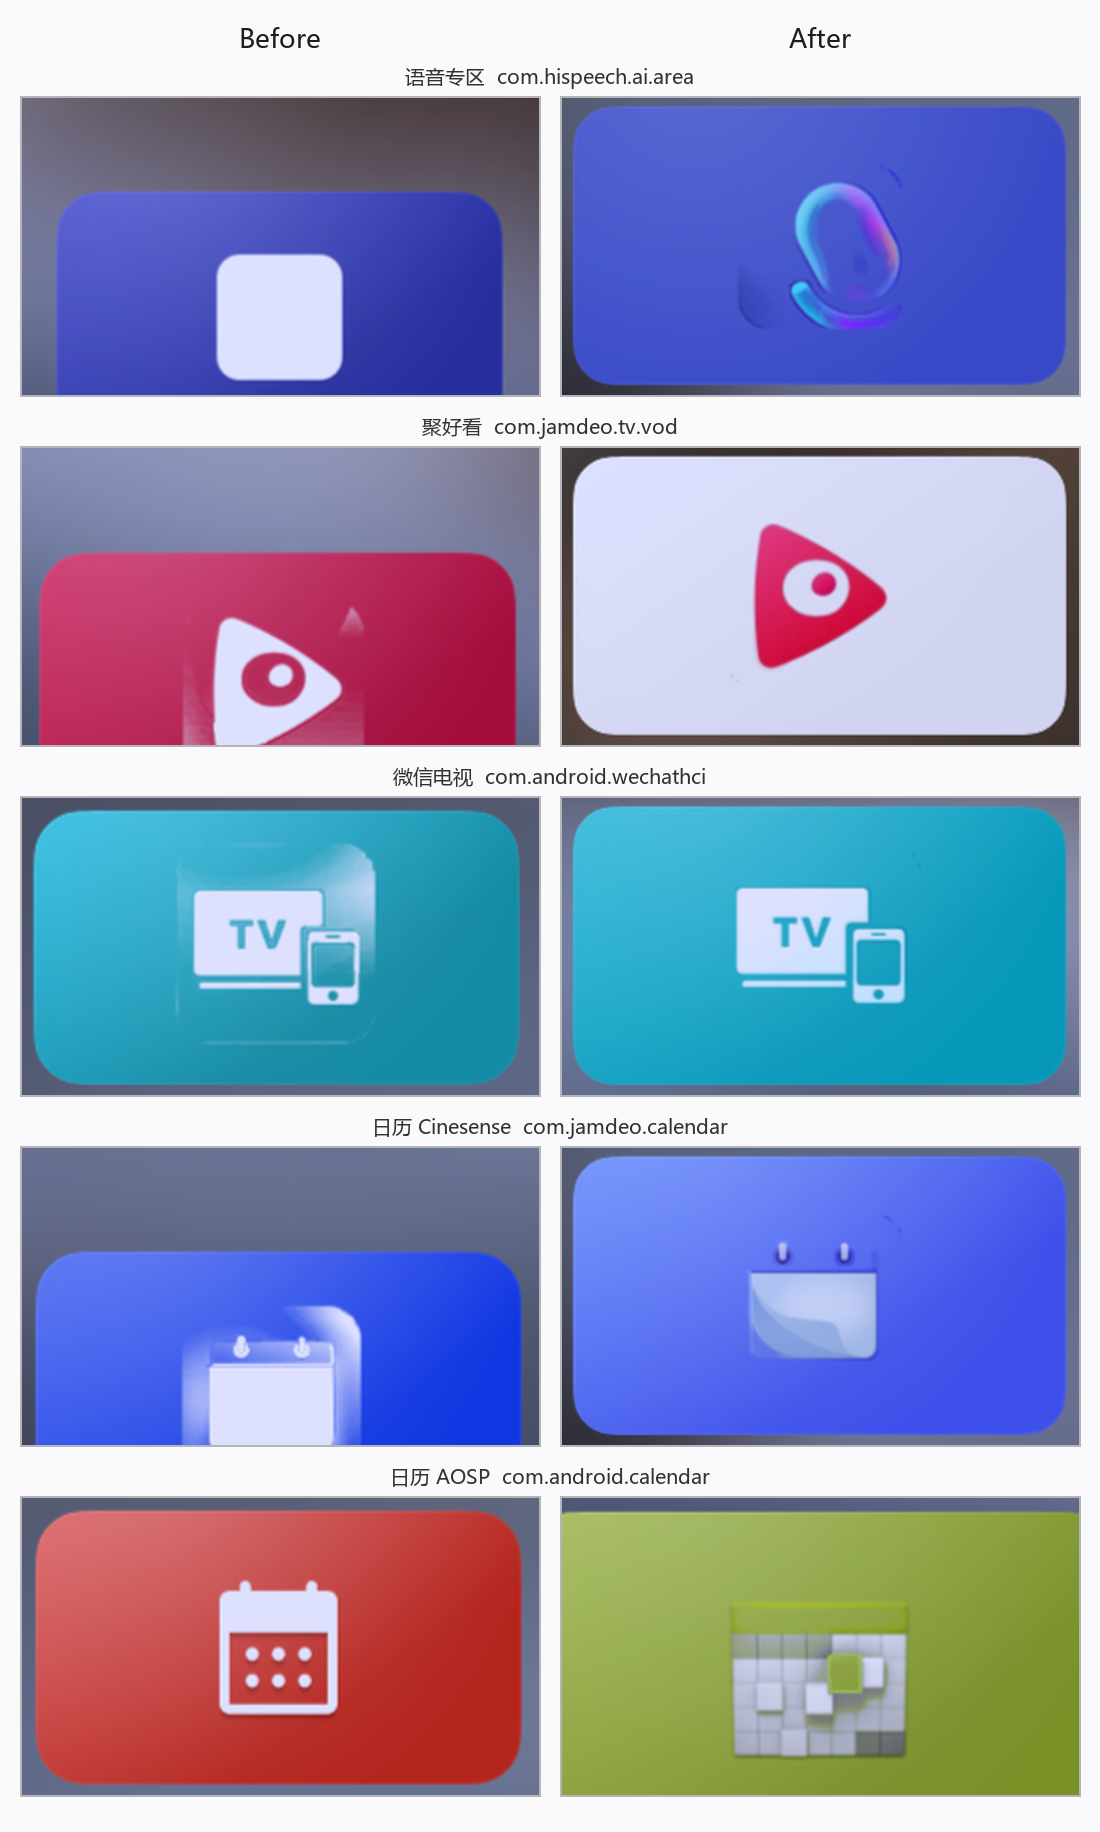 Before
After
语音专区 com.hispeech.ai.area
聚好看 com.jamdeo.tv.vod
微信电视 com.android.wechathci
TV
TV
日历 Cinesense com.jamdeo.calendar
日历 AOSP com.android.calendar